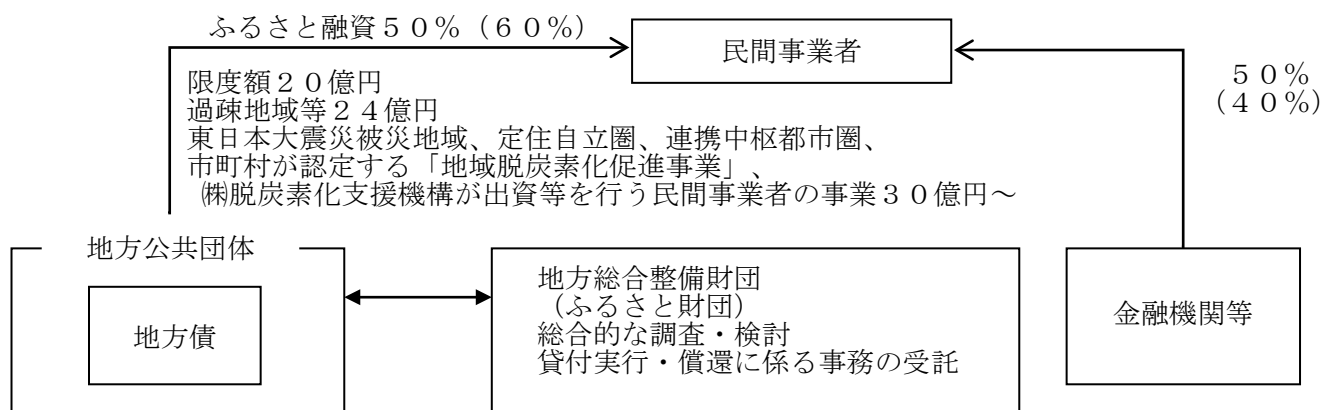 ふるさと融資５０％（６０％）
民間事業者
５０％
（４０％）
限度額２０億円
過疎地域等２４億円
東日本大震災被災地域、定住自立圏、連携中枢都市圏、
市町村が認定する「地域脱炭素化促進事業」、
㈱脱炭素化支援機構が出資等を行う民間事業者の事業３０億円～
地方公共団体
地方債
地方総合整備財団
（ふるさと財団）
総合的な調査・検討
貸付実行・償還に係る事務の受託
金融機関等